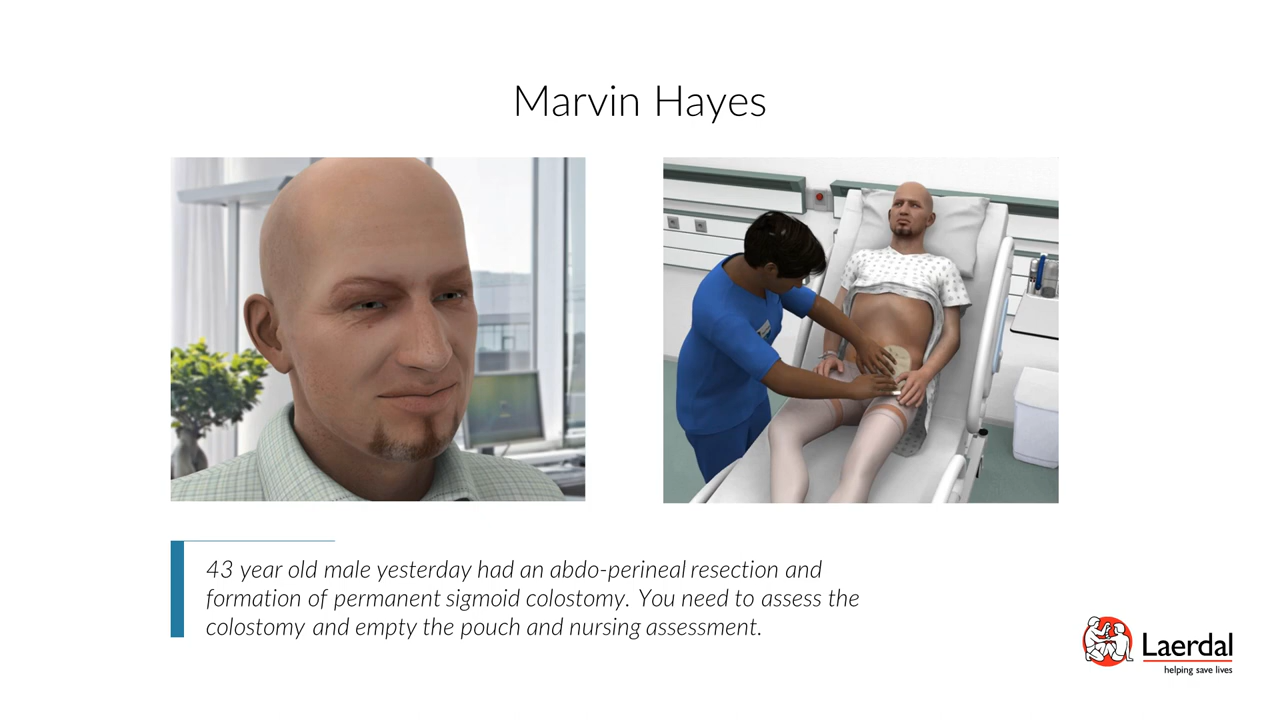 Marvin Hayes
43 year old male yesterday had an abdo-perineal resection and
formation of permanent sigmoid colostomy. You need to assess the
colostomy and empty the pouch and nursing assessment.
Laerdal
helping save lives